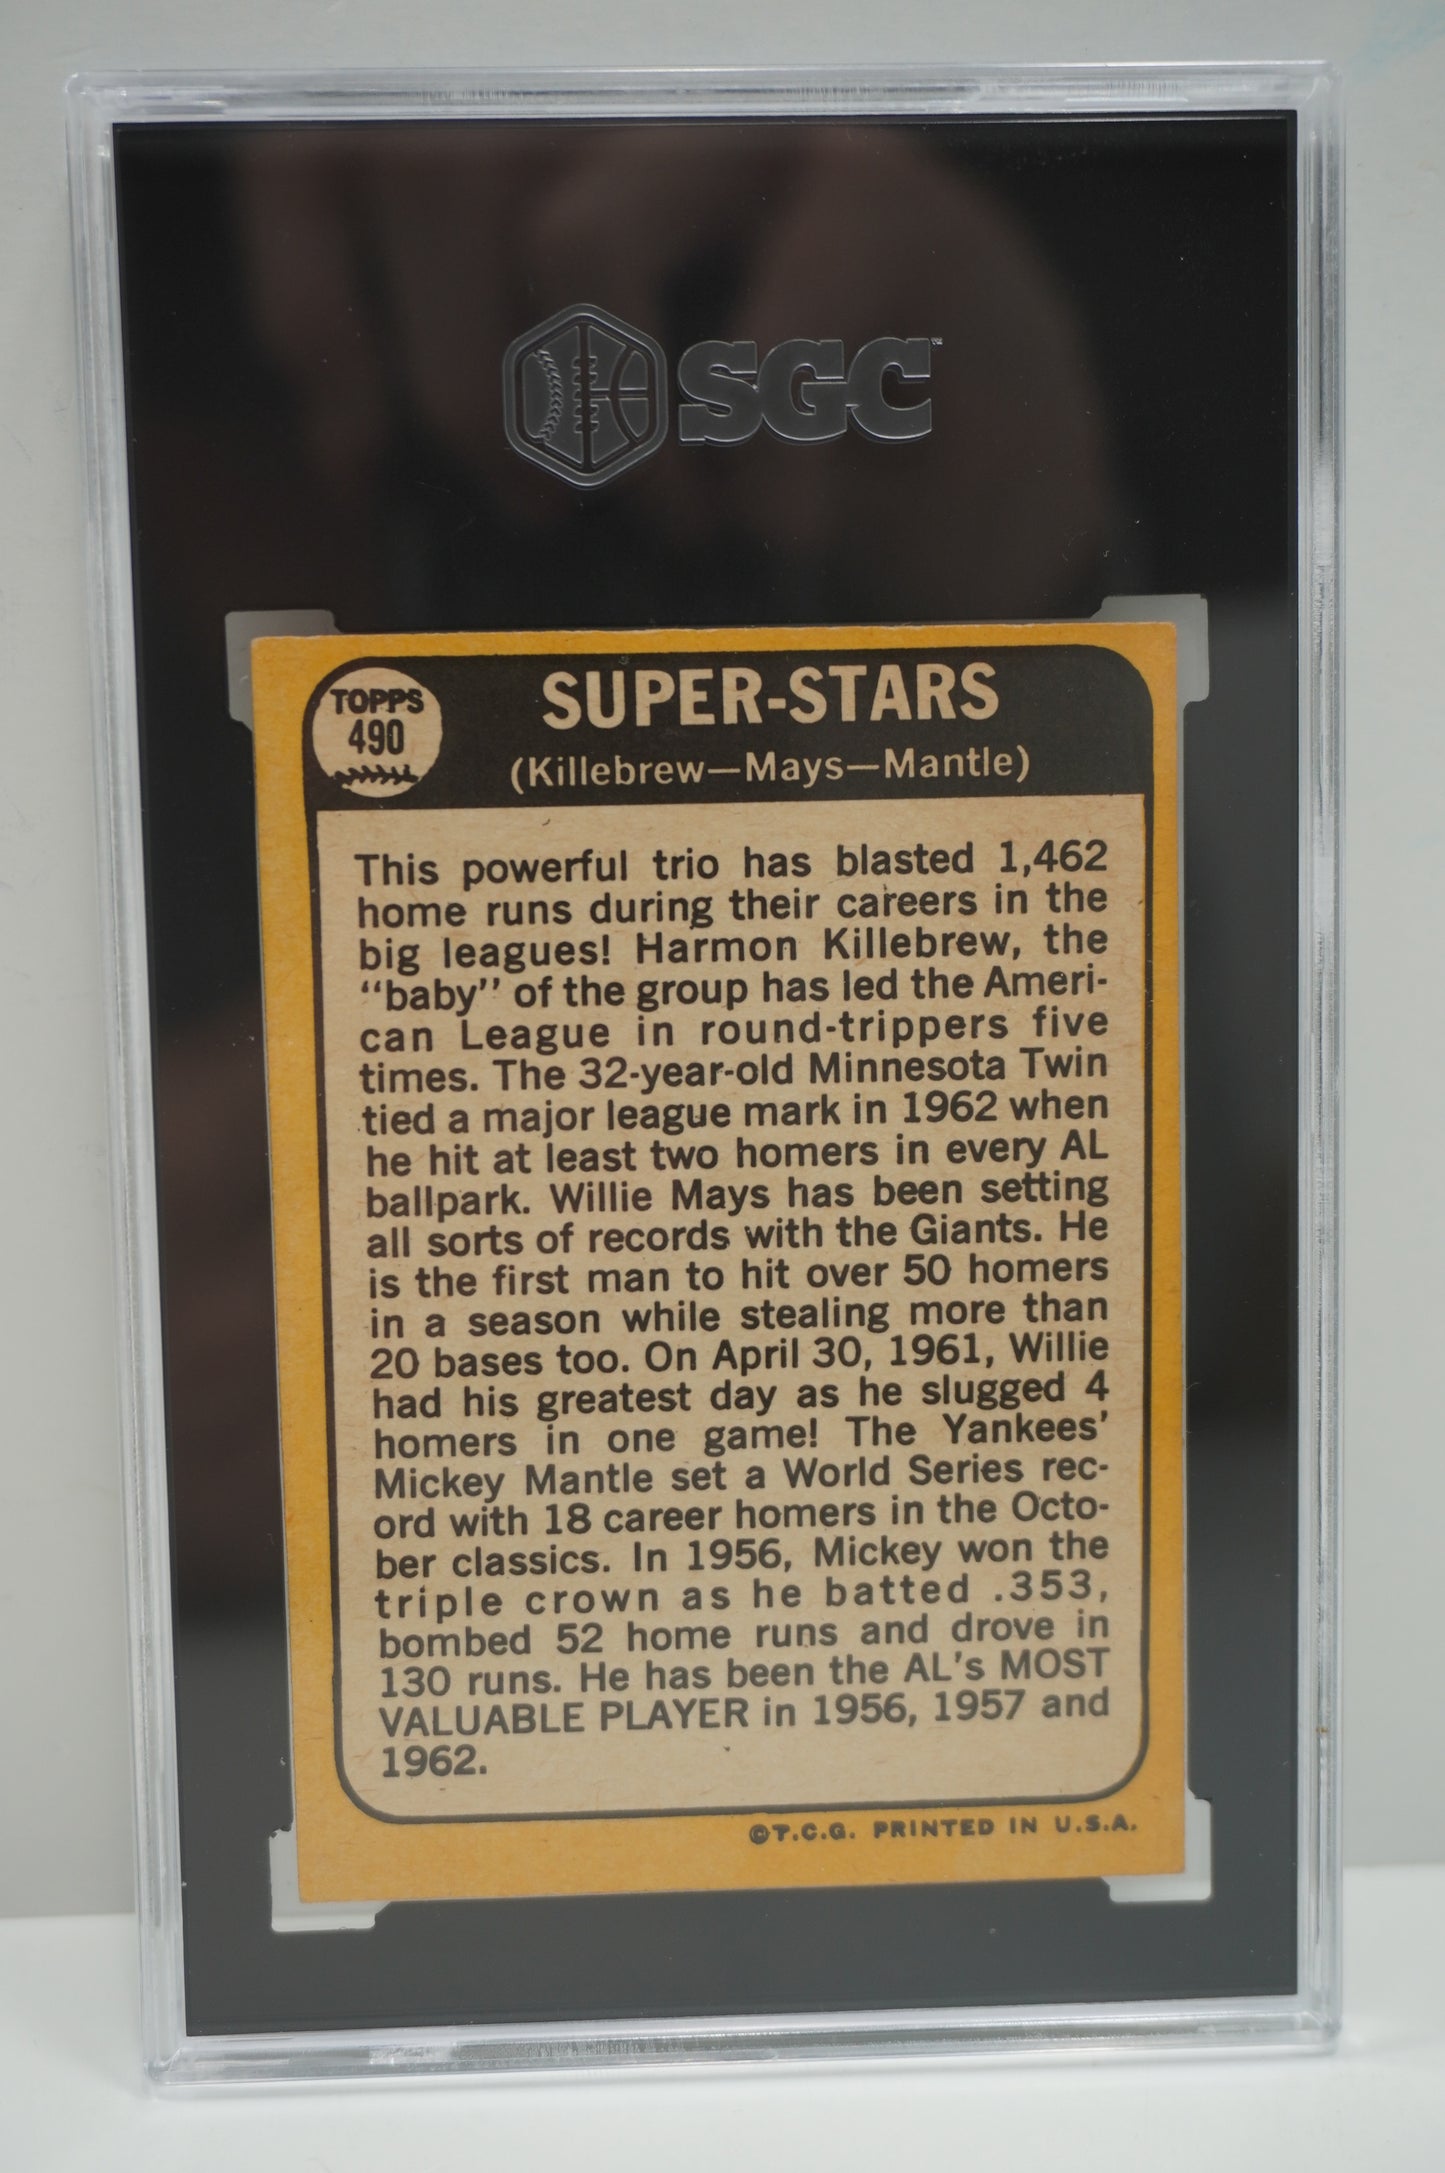 SGC™
TOPPS
490
SUPER-STARS
(Killebrew—Mays—Mantle)
This powerful trio has blasted 1,462
home runs during their careers in the
big leagues! Harmon Killebrew, the
“baby” of the group has led the Ameri-
can League in round-trippers five
times. The 32-year-old Minnesota Twin
tied a major league mark in 1962 when
he hit at least two homers in every AL
ballpark. Willie Mays has been setting
all sorts of records with the Giants. He
is the first man to hit over 50 homers
in a season while stealing more than
20 bases too. On April 30, 1961, Willie
had his greatest day as he slugged 4
homers in one game! The Yankees’
Mickey Mantle set a World Series rec-
ord with 18 career homers in the Octo-
ber classics. In 1956, Mickey won the
triple crown as he batted .353,
bombed 52 home runs and drove in
130 runs. He has been the AL’s MOST
VALUABLE PLAYER in 1956, 1957 and
1962.
©T.C.G. PRINTED IN U.S.A.